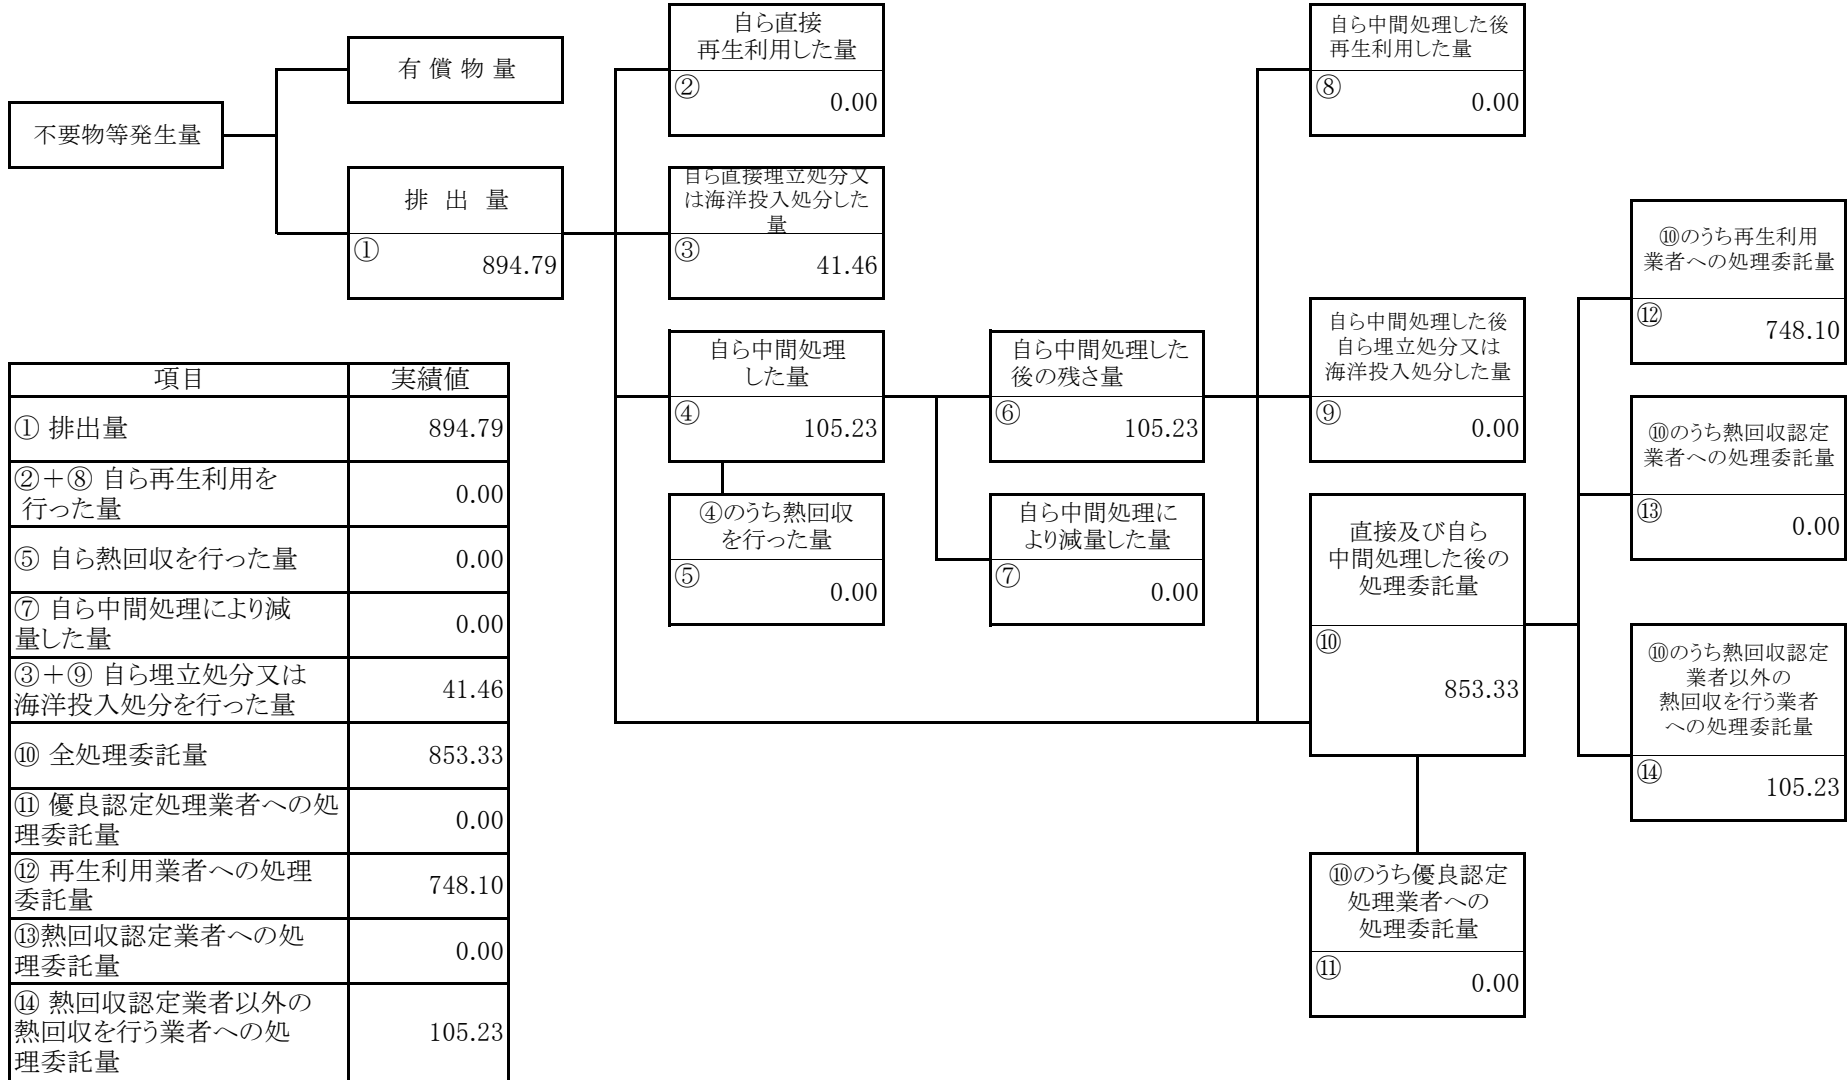 不要物等発生量
有償物量
排出量
①
894.79
自ら直接
再生利用した量
②
0.00
自ら直接埋立処分又
は海洋投入処分した
量
③
41.46
自ら中間処理
した量
④
105.23
④のうち熱回収
を行った量
⑤
0.00
自ら中間処理した
後の残さ量
⑥
105.23
自ら中間処理に
より減量した量
⑦
0.00
自ら中間処理した後
再生利用した量
⑧
0.00
自ら中間処理した後
自ら埋立処分又は
海洋投入処分した量
⑨
0.00
直接及び自ら
中間処理した後の
処理委託量
⑩
853.33
⑩のうち優良認定
処理業者への
処理委託量
⑪
0.00
⑩のうち再生利用
業者への処理委託量
⑫
748.10
⑩のうち熱回収認定
業者への処理委託量
⑬
0.00
⑩のうち熱回収認定
業者以外の
熱回収を行う業者
への処理委託量
⑭
105.23
項目 実績値
① 排出量 894.79
②＋⑧ 自ら再生利用を
行った量 0.00
⑤ 自ら熱回収を行った量 0.00
⑦ 自ら中間処理により減
量した量 0.00
③＋⑨ 自ら埋立処分又は
海洋投入処分を行った量 41.46
⑩ 全処理委託量 853.33
⑪ 優良認定処理業者への処
理委託量 0.00
⑫ 再生利用業者への処理
委託量 748.10
⑬熱回収認定業者への処
理委託量 0.00
⑭ 熱回収認定業者以外の
熱回収を行う業者への処
理委託量 105.23